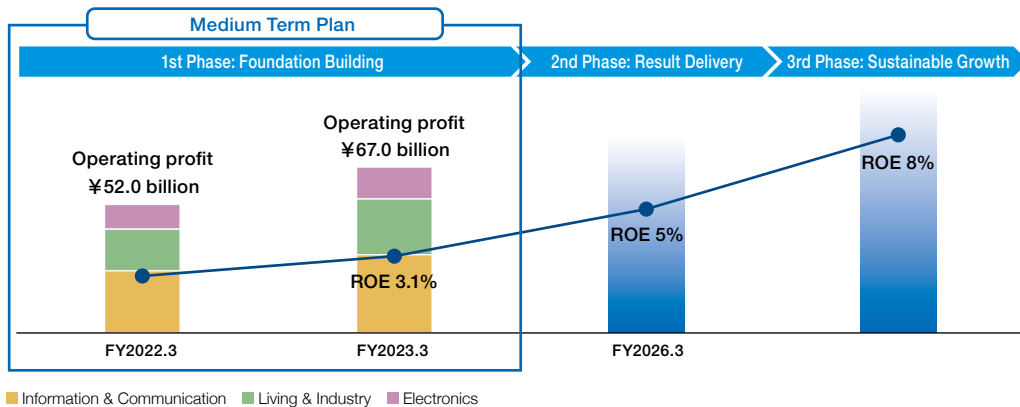 Medium Term Plan
1st Phase: Foundation Building
2nd Phase: Result Delivery
3rd Phase: Sustainable Growth
Operating profit
¥52.0 billion
Operating profit
¥67.0 billion
ROE 3.1%
ROE 5%
ROE 8%
FY2022.3
FY2023.3
FY2026.3
Information & Communication
Living & Industry
Electronics